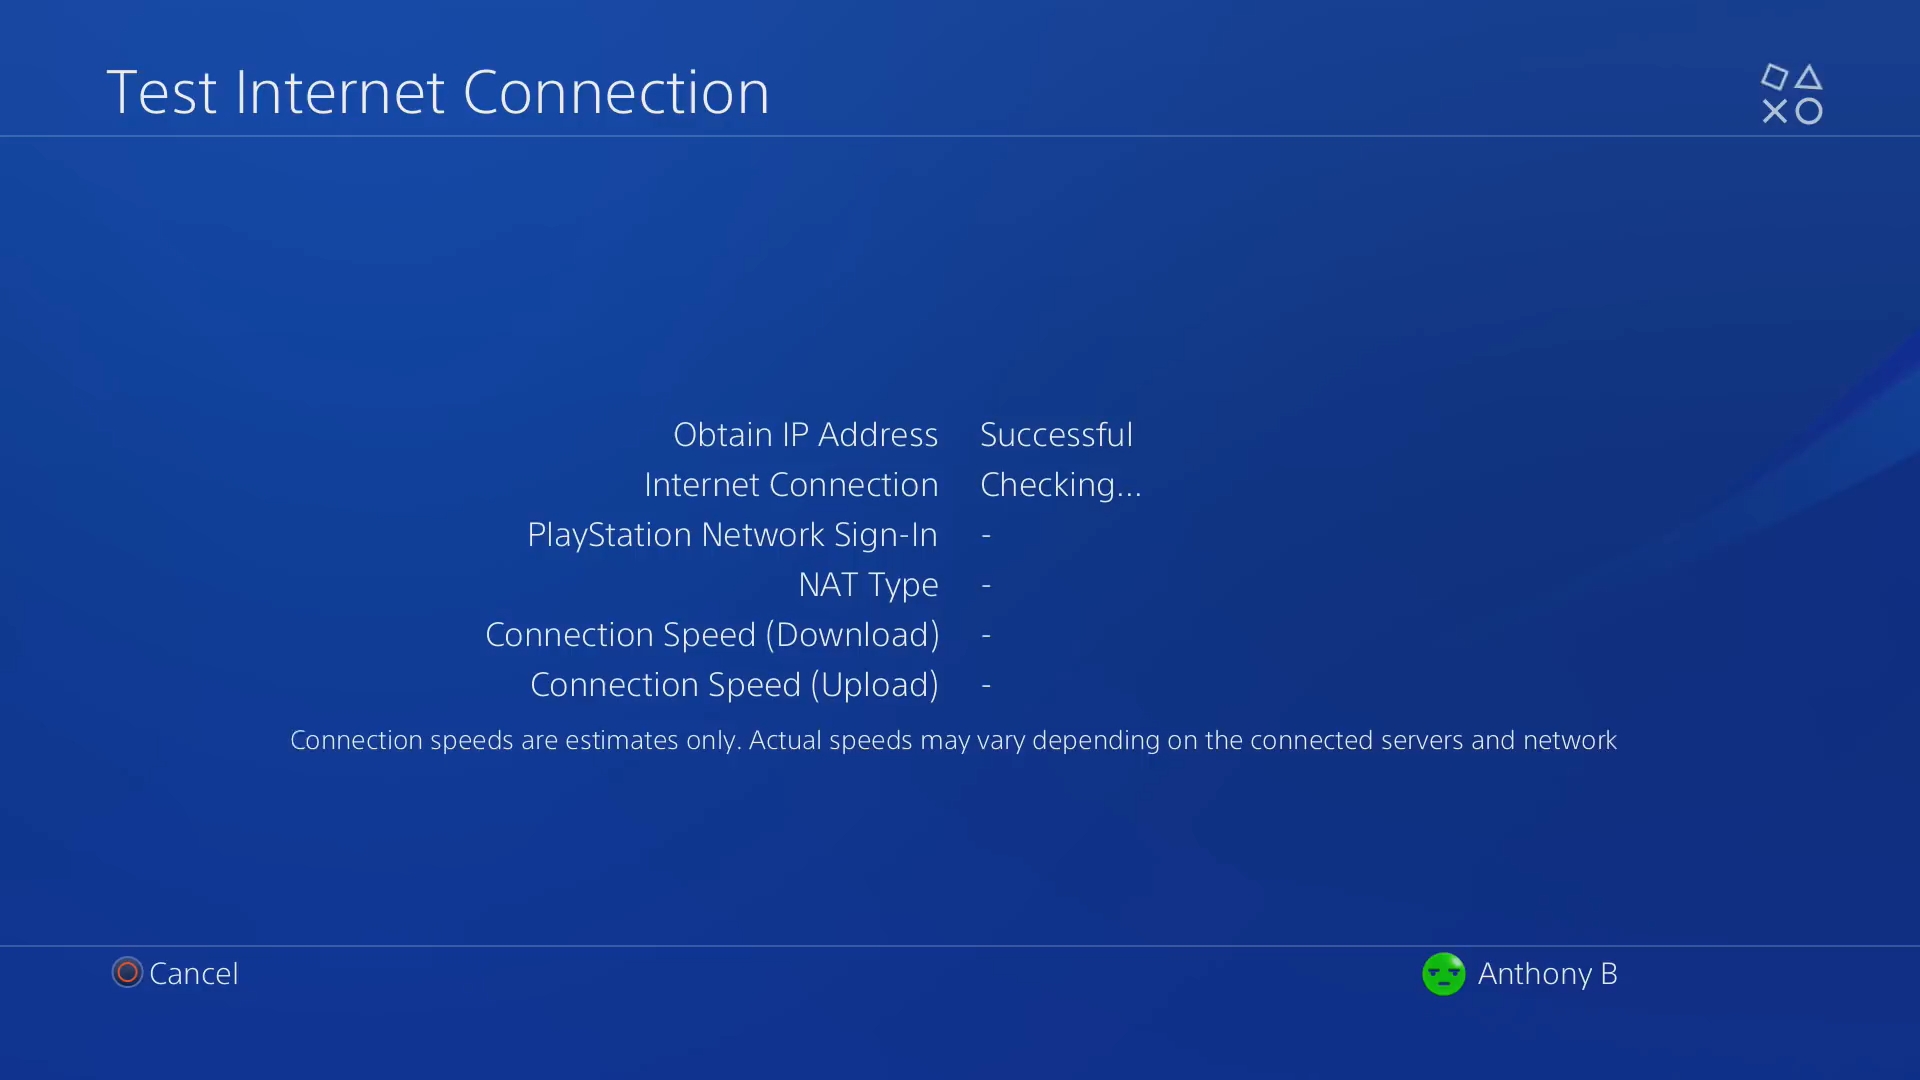 Test Internet Connection
Obtain IP Address Successful
Internet Connection Checking...
PlayStation Network Sign-In -
NAT Type -
Connection Speed (Download) -
Connection Speed (Upload) -
Connection speeds are estimates only. Actual speeds may vary depending on the connected servers and network
Cancel Anthony B